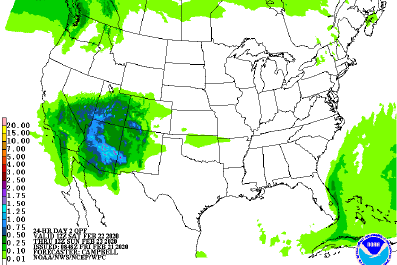 20.00
15.00
10.00
7.00
5.00
4.00
3.00
2.50
2.00
1.75
1.50
1.25
1.00
0.75
0.50
0.25
0.10
0.01
24-HR DAY 2 QPF
VALID 12Z SAT FEB 22 2020
THRU 12Z SUN FEB 23 2020
ISSUED: 0848Z FRI FEB 21 2020
FORECASTER: CAMPBELL
NOAA/NWS/NCEP/WPC
NOAA